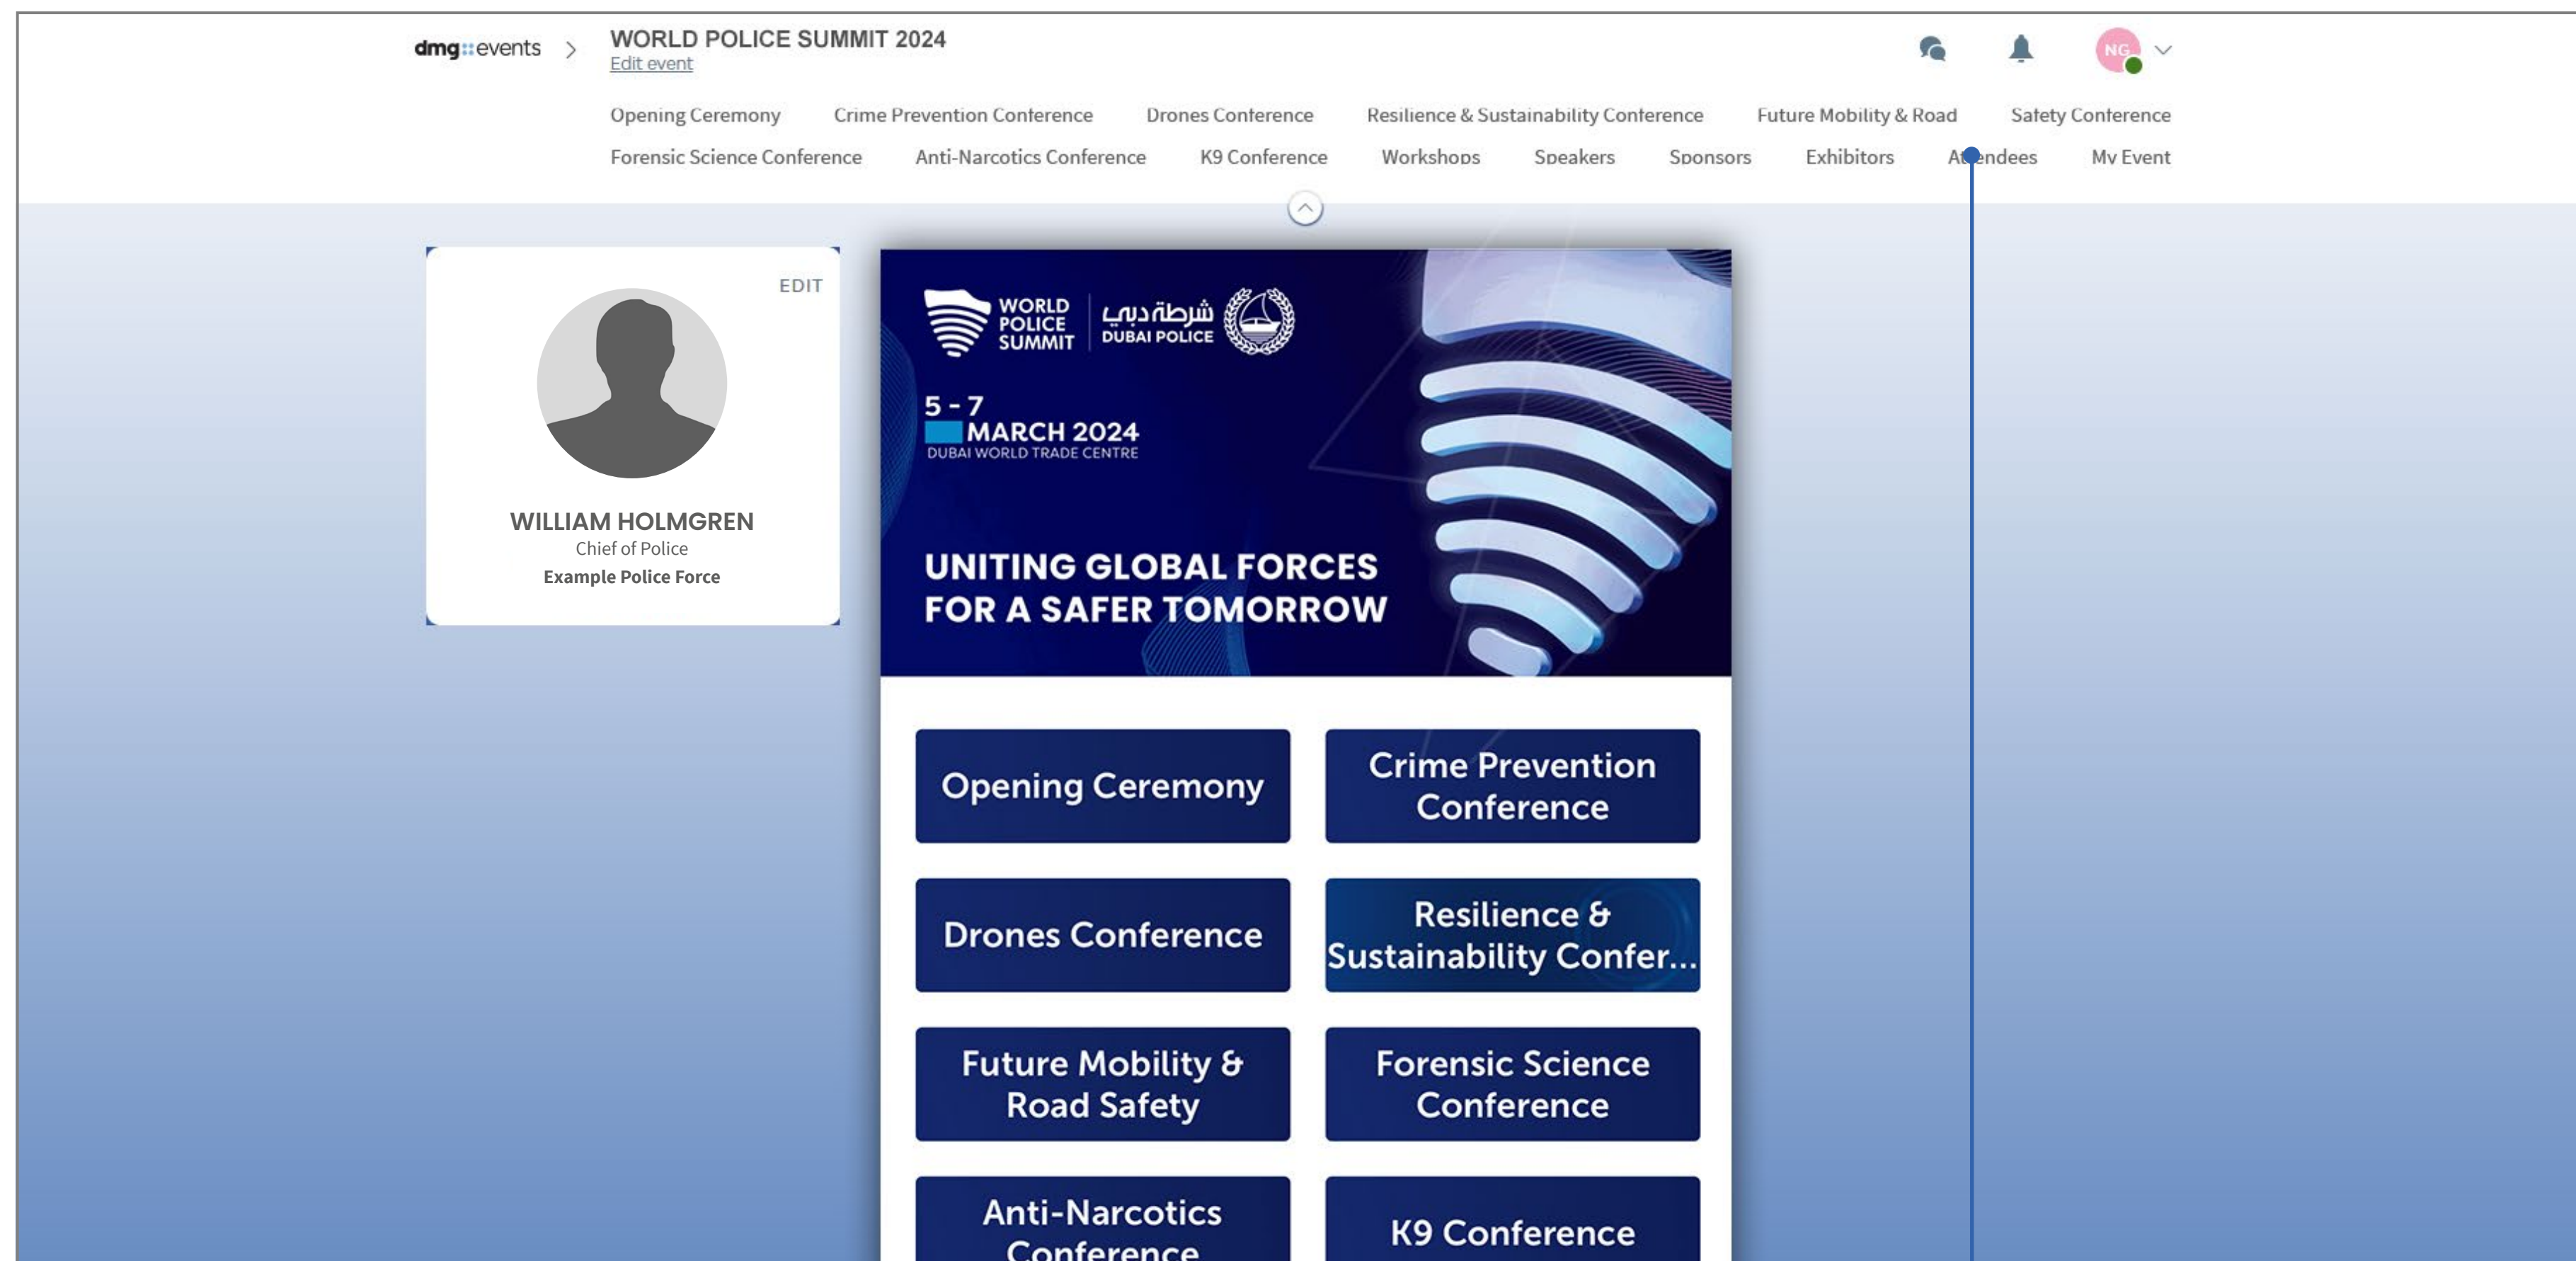 dmg::events >
WORLD POLICE SUMMIT 2024
Edit event
NG
Opening Ceremony Crime Prevention Conference Drones Conference Resilience & Sustainability Conference Future Mobility & Road Safety Conference
Forensic Science Conference Anti-Narcotics Conference K9 Conference Workshops Speakers Sponsors Exhibitors Attendees My Event
EDIT
WILLIAM HOLMGREN
Chief of Police
Example Police Force
WORLD
POLICE
SUMMIT
شرطة دبي
DUBAI POLICE
5 - 7
MARCH 2024
DUBAI WORLD TRADE CENTRE
UNITING GLOBAL FORCES
FOR A SAFER TOMORROW
Opening Ceremony
Crime Prevention
Conference
Drones Conference
Resilience &
Sustainability Confer...
Future Mobility &
Road Safety
Forensic Science
Conference
Anti-Narcotics
Conference
K9 Conference